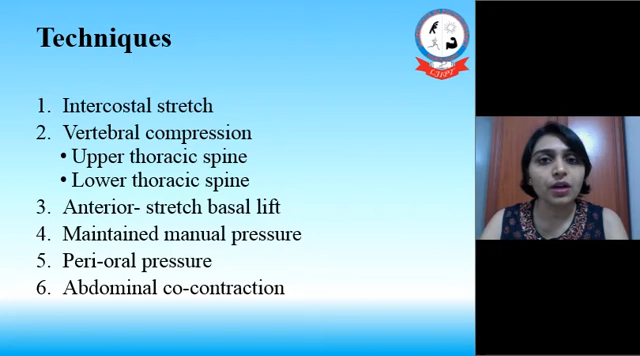 Techniques
LJIPT
1. Intercostal stretch
2. Vertebral compression
• Upper thoracic spine
• Lower thoracic spine
3. Anterior- stretch basal lift
4. Maintained manual pressure
5. Peri-oral pressure
6. Abdominal co-contraction